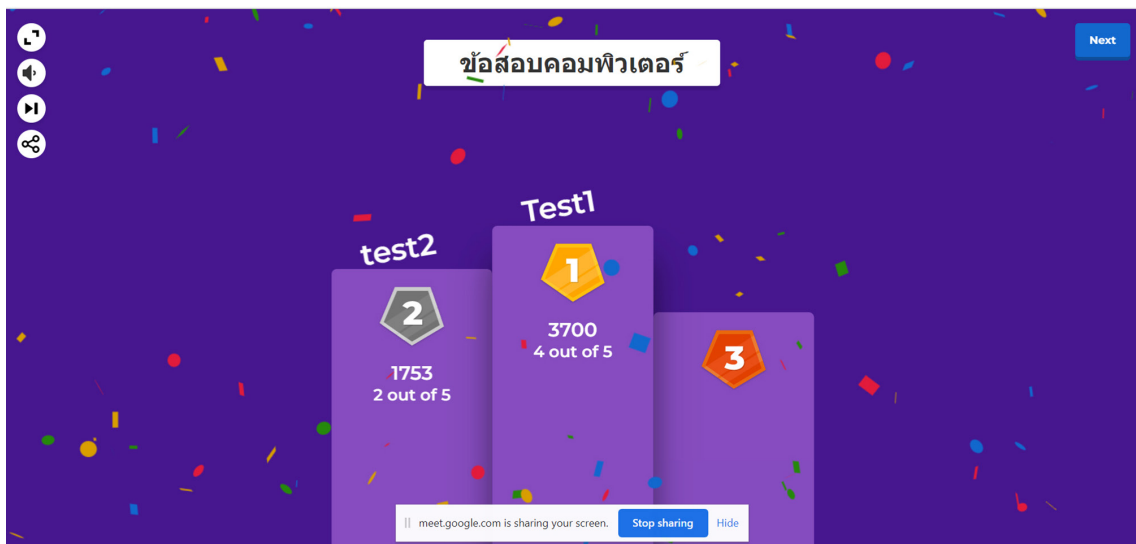 Next
ข้อสอบคอมพิวเตอร์
Test1
test2
1
2
3700
4 out of 5
3
1753
2 out of 5
meet.google.com is sharing your screen. Stop sharing Hide